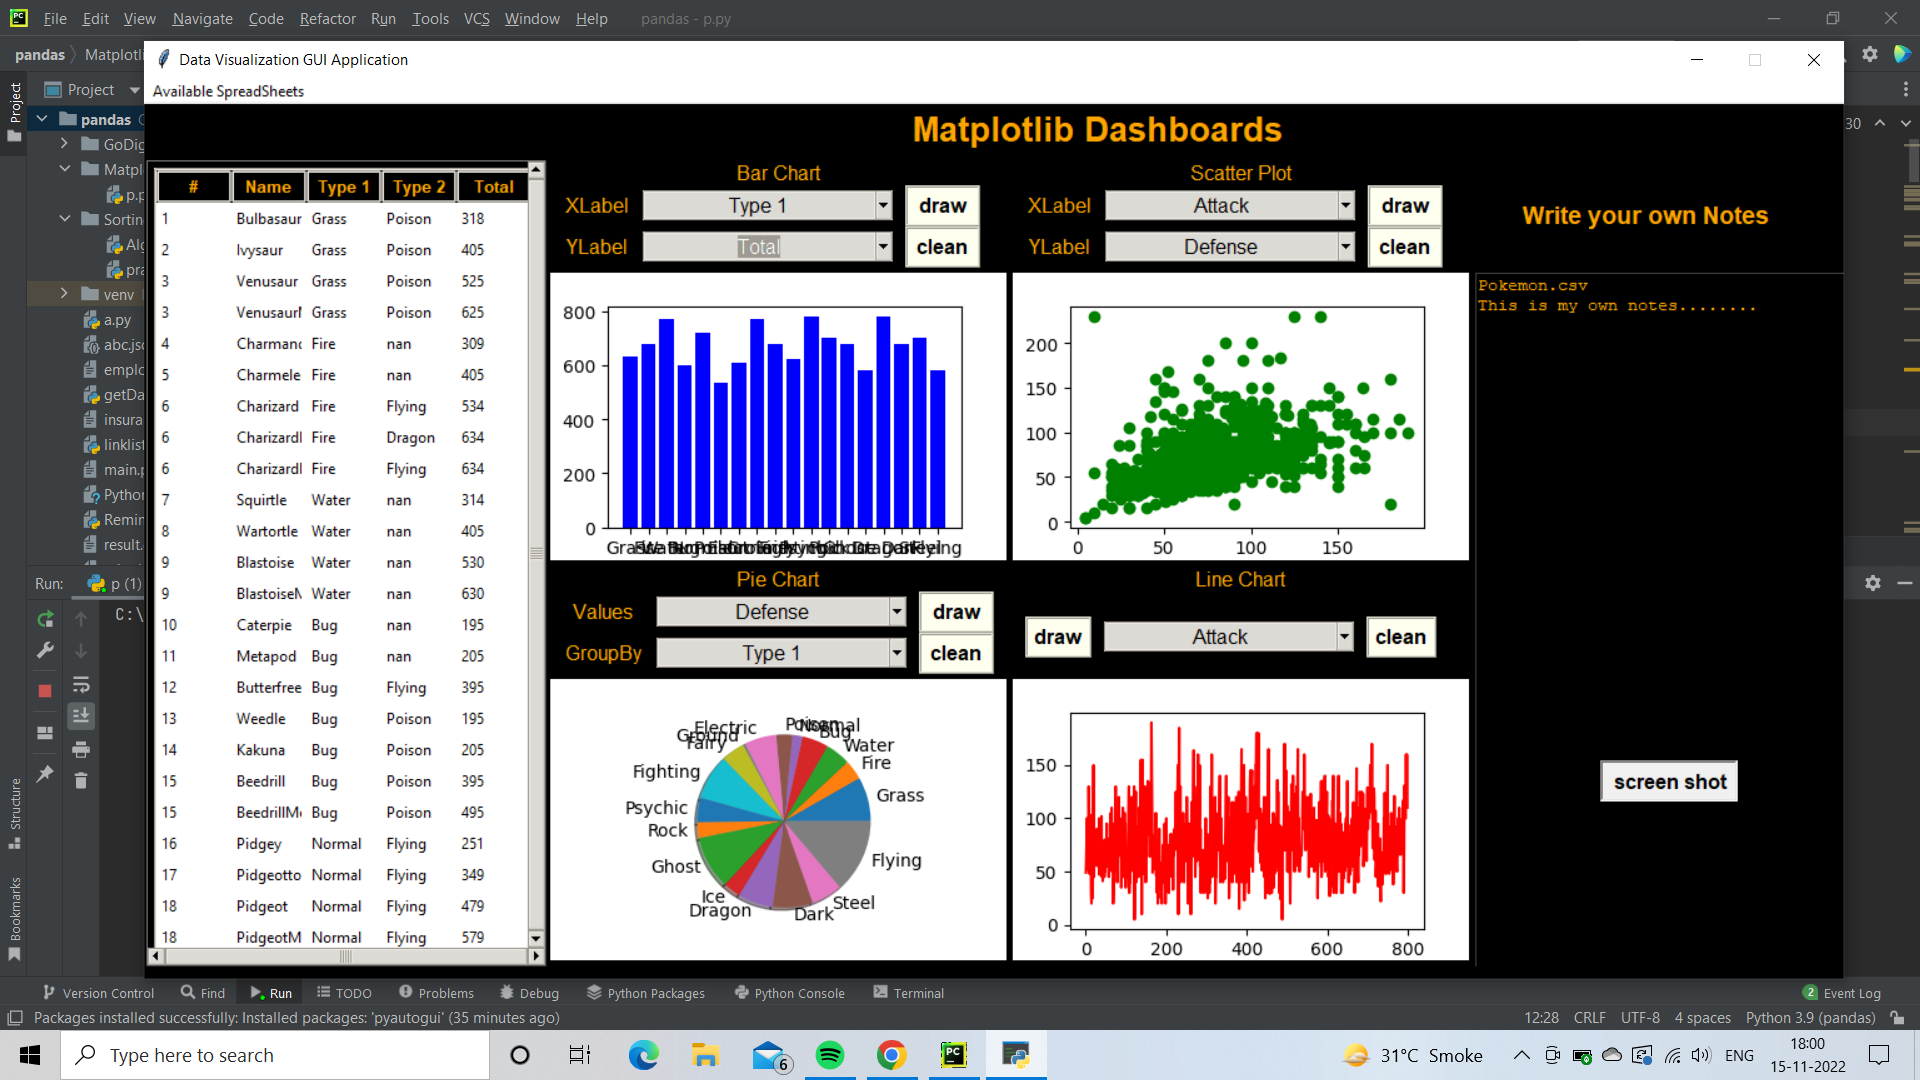 File Edit View Navigate Code Refactor Run Tools VCS Window Help pandas - p.py
pandas Matplotli
Data Visualization GUI Application
Available SpreadSheets
Project
Project
pandas
GoDig
Matpl
p.p
Sortin
Alg
pra
venv
a.py
abc.jso
emplo
getDa
insura
linklist
main.p
Python
Remin
result.
Structure
Bookmarks
30
Matplotlib Dashboards
# Name Type 1 Type 2 Total
1 Bulbasaur Grass Poison 318
2 Ivysaur Grass Poison 405
3 Venusaur Grass Poison 525
3 Venusaur Grass Poison 625
4 Charmanc Fire nan 309
5 Charmele Fire nan 405
6 Charizard Fire Flying 534
6 Charizard Fire Dragon 634
6 Charizard Fire Flying 634
7 Squirtle Water nan 314
8 Wartortle Water nan 405
9 Blastoise Water nan 530
9 Blastoise Water nan 630
10 Caterpie Bug nan 195
11 Metapod Bug nan 205
12 Butterfree Bug Flying 395
13 Weedle Bug Poison 195
14 Kakuna Bug Poison 205
15 Beedrill Bug Poison 395
15 BeedrillM Bug Poison 495
16 Pidgey Normal Flying 251
17 Pidgeotto Normal Flying 349
18 Pidgeot Normal Flying 479
18 PidgeotM Normal Flying 579
Bar Chart
XLabel Type 1 draw
YLabel Total clean
800
600
400
200
0
Scatter Plot
XLabel Attack draw
YLabel Defense clean
200
150
100
50
0
0 50 100 150
Pie Chart
Values Defense draw
GroupBy Type 1 clean
Electric
Poison
Normal
Ground
Bug
Fairy
Water
Fire
Fighting
Grass
Psychic
Rock
Ghost
Flying
Ice
Steel
Dragon
Dark
Line Chart
draw Attack clean
150
100
50
0
0 200 400 600 800
Write your own Notes
Pokemon.csv
This is my own notes........
screen shot
Run: p (1)
C:\
Version Control Find Run TODO Problems Debug Python Packages Python Console Terminal
2 Event Log
Packages installed successfully: Installed packages: 'pyautogui' (35 minutes ago)
12:28 CRLF UTF-8 4 spaces Python 3.9 (pandas)
Type here to search
6
31°C Smoke
ENG
18:00
15-11-2022